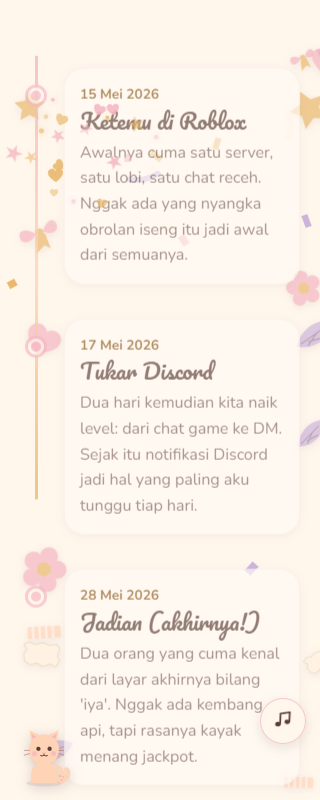 15 Mei 2026
Ketemu di Roblox
Awalnya cuma satu server,
satu lobi, satu chat receh.
Nggak ada yang nyangka
obrolan iseng itu jadi awal
dari semuanya.
17 Mei 2026
Tukar Discord
Dua hari kemudian kita naik
level: dari chat game ke DM.
Sejak itu notifikasi Discord
jadi hal yang paling aku
tunggu tiap hari.
28 Mei 2026
Jadian (akhirnya!)
Dua orang yang cuma kenal
dari layar akhirnya bilang
'iya'. Nggak ada kembang
api, tapi rasanya kayak
menang jackpot.